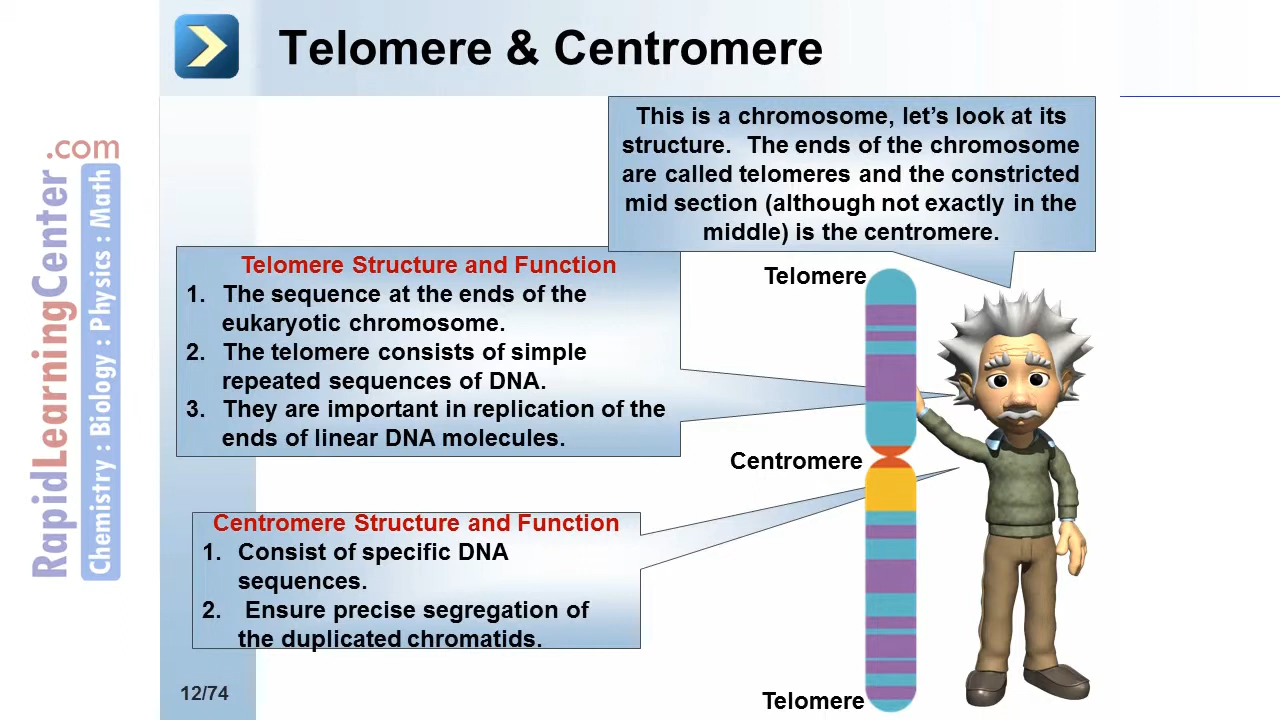 Telomere & Centromere
This is a chromosome, let's look at its
structure.  The ends of the chromosome
are called telomeres and the constricted
mid section (although not exactly in the
middle) is the centromere.
Telomere Structure and Function
1. The sequence at the ends of the
eukaryotic chromosome.
2. The telomere consists of simple
repeated sequences of DNA.
3. They are important in replication of the
ends of linear DNA molecules.
Telomere
Centromere
Centromere Structure and Function
1. Consist of specific DNA
sequences.
2. Ensure precise segregation of
the duplicated chromatids.
Telomere
12/74
RapidLearningCenter.com
Chemistry : Biology : Physics : Math